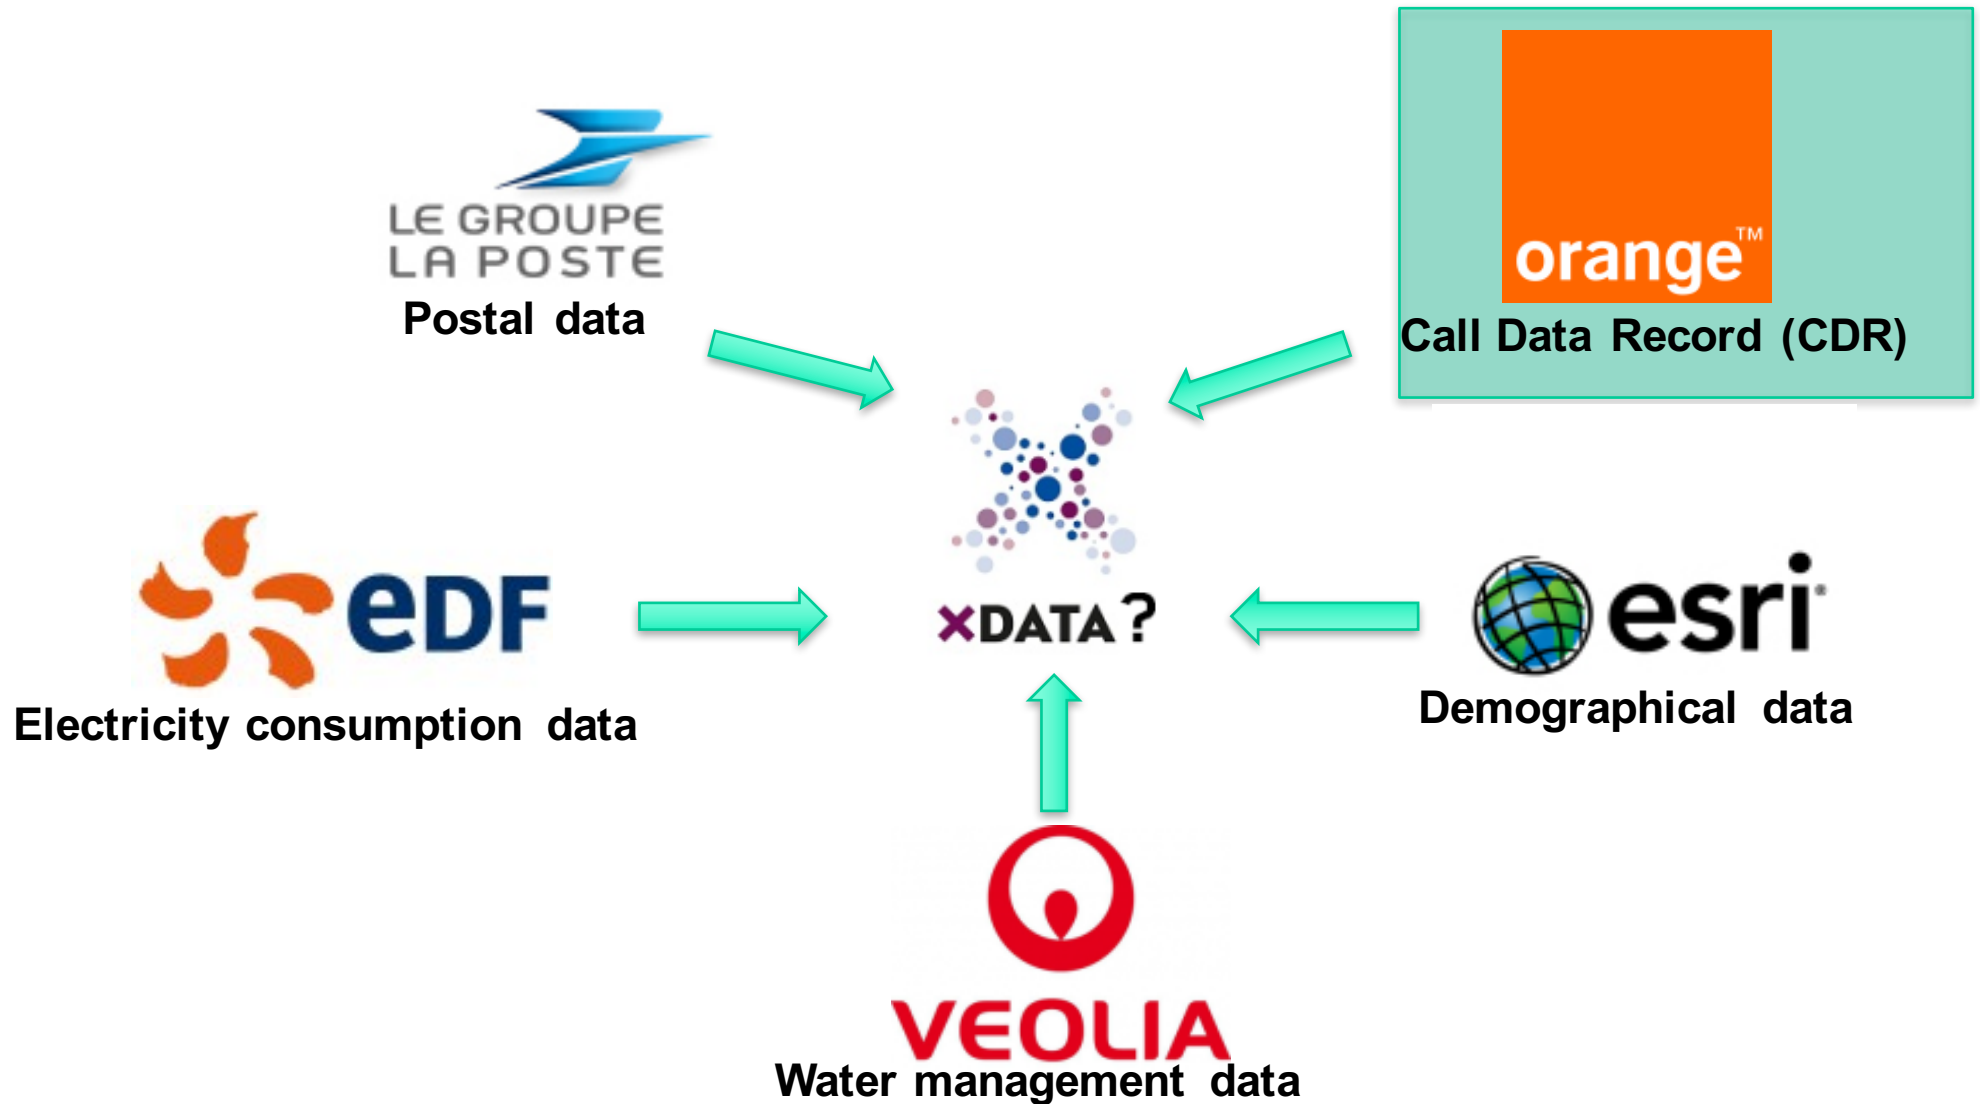 LE GROUPE
LA POSTE
Postal data
orange™
Call Data Record (CDR)
eDF
Electricity consumption data
xDATA?
esri
Demographical data
VEOLIA
Water management data